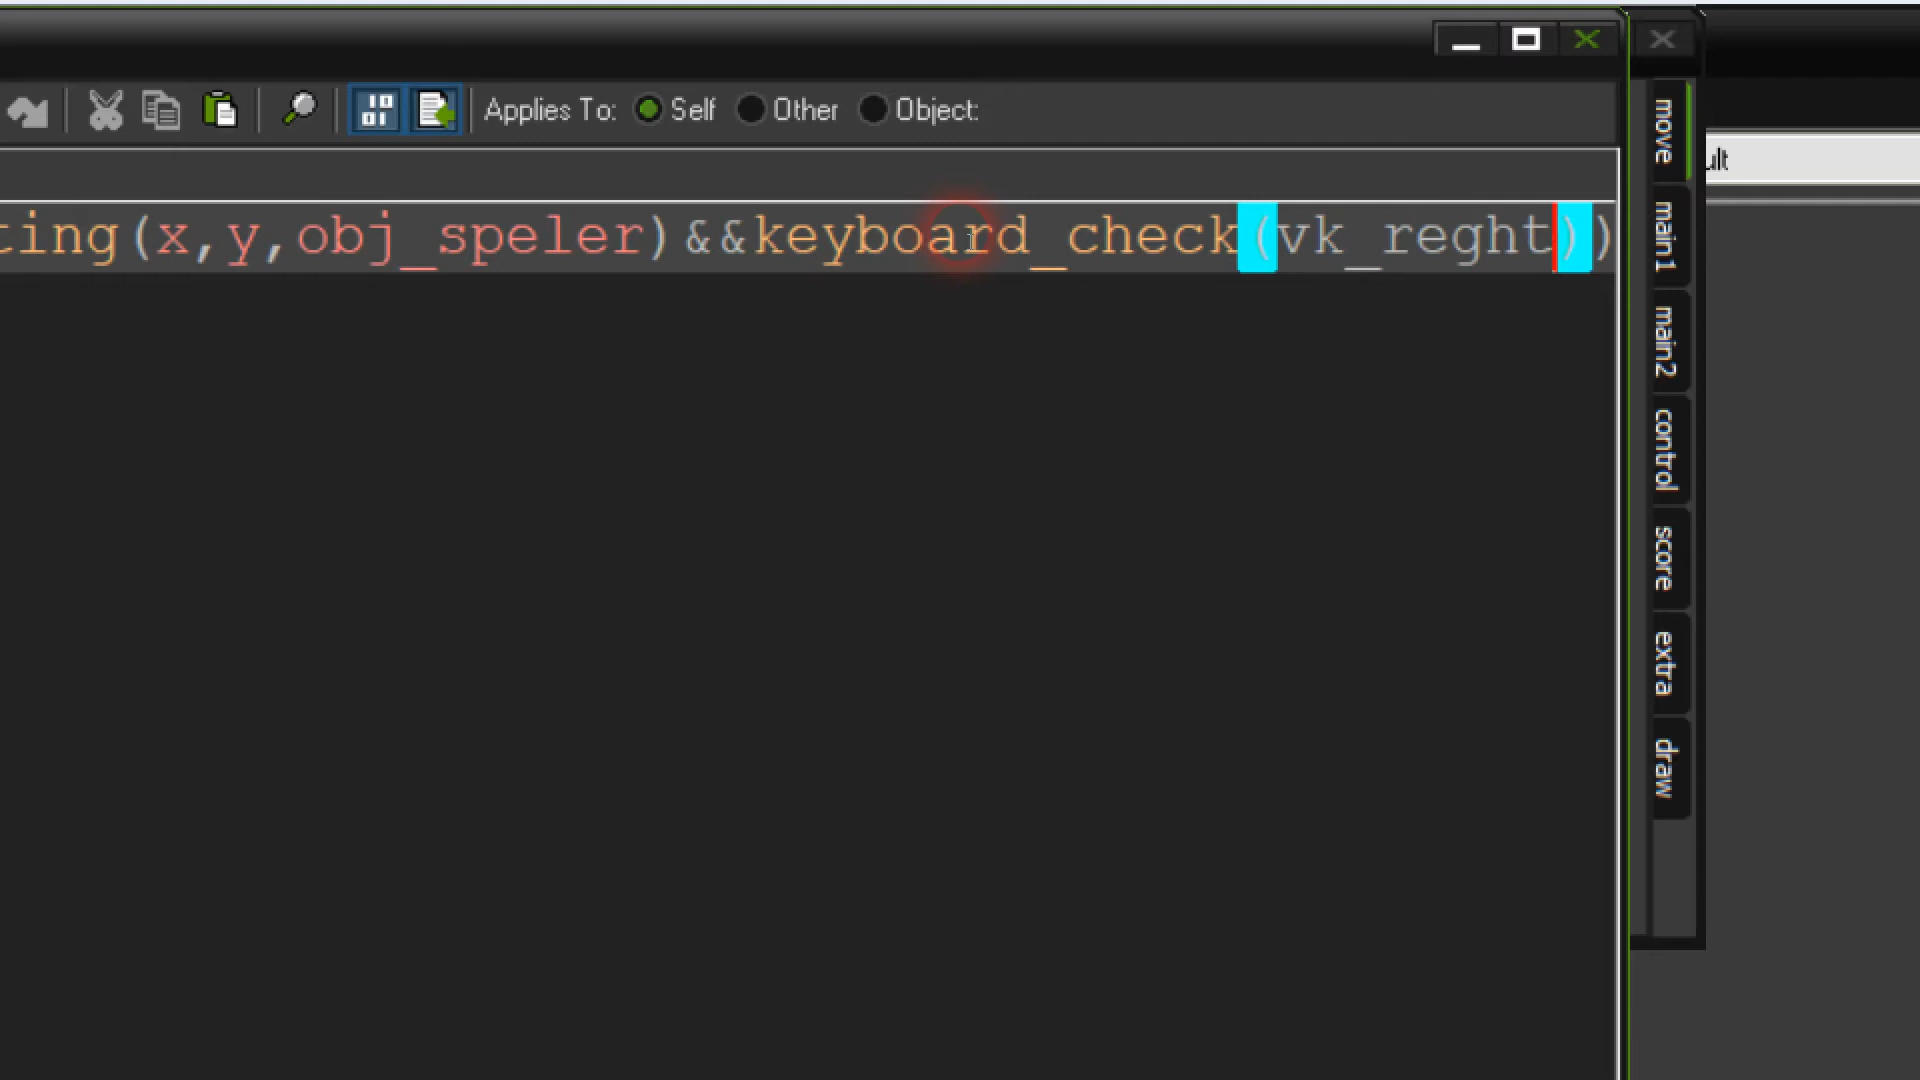 Applies To: Self Other Object:
ting(x,y,obj_speler)&&keyboard_check(vk_reght))
move
main1
main2
control
score
extra
draw
ult